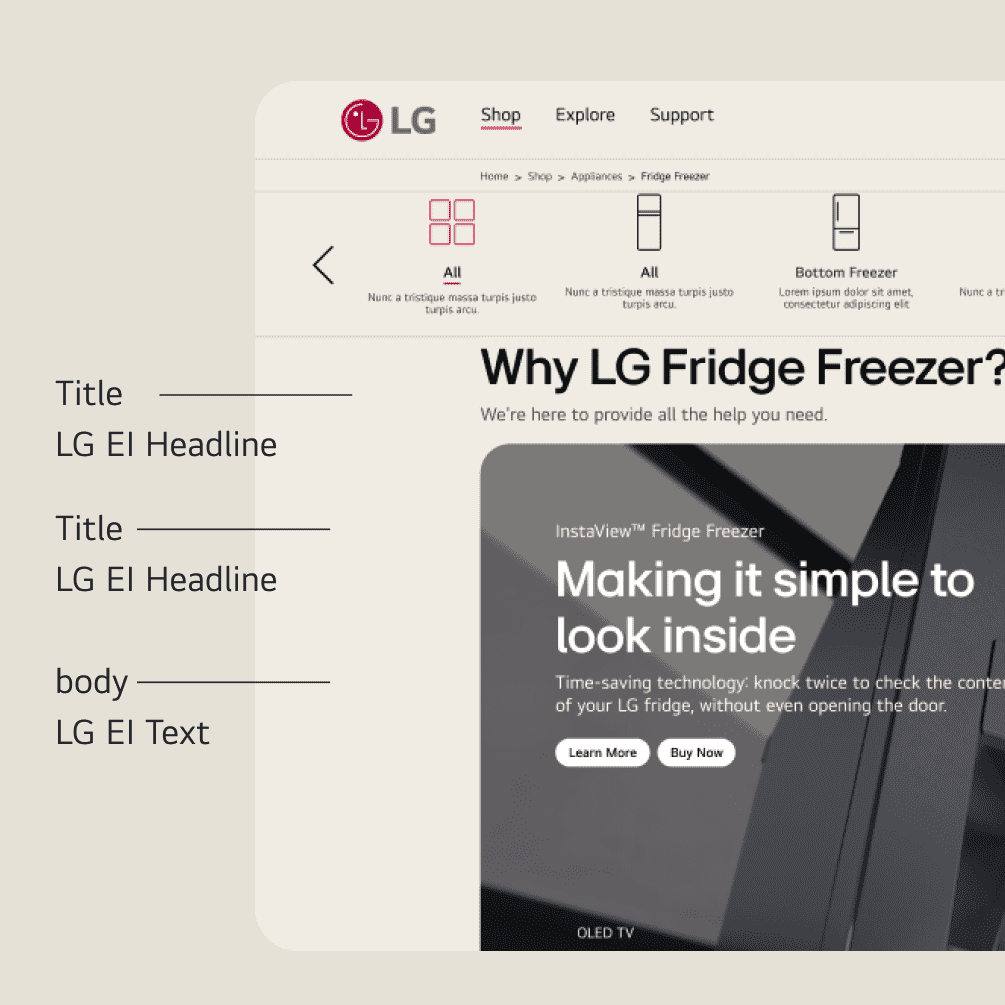 LG
Shop
Explore
Support
Home > Shop > Appliances > Fridge Freezer
All
Nunc a tristique massa turpis justo
turpis arcu.
All
Nunc a tristique massa turpis justo
turpis arcu.
Bottom Freezer
Lorem ipsum dolor sit amet,
consectetur adipiscing elit
Nunc a
Why LG Fridge Freezer?
We're here to provide all the help you need.
Title
LG EI Headline
Title
LG EI Headline
body
LG EI Text
InstaView™ Fridge Freezer
Making it simple to
look inside
Time-saving technology: knock twice to check the
of your LG fridge, without even opening the door.
Learn More
Buy Now
OLED TV